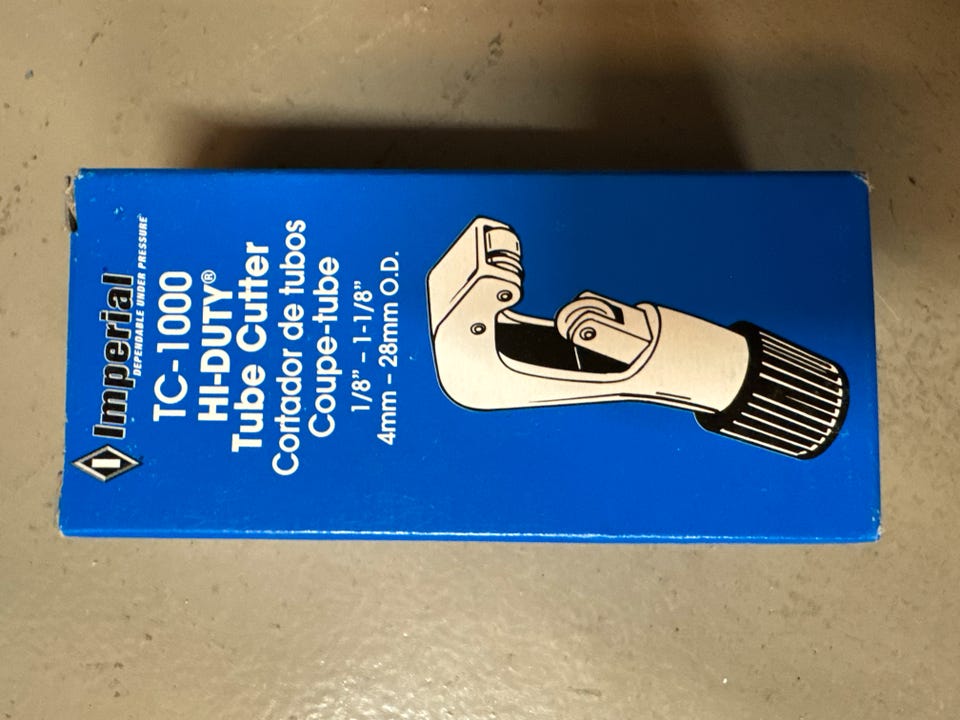 Imperial
DEPENDABLE UNDER PRESSURE
TC-1000
HI-DUTY®
Tube Cutter
Cortador de tubos
Coupe-tube
1/8” – 1-1/8”
4mm – 28mm O.D.